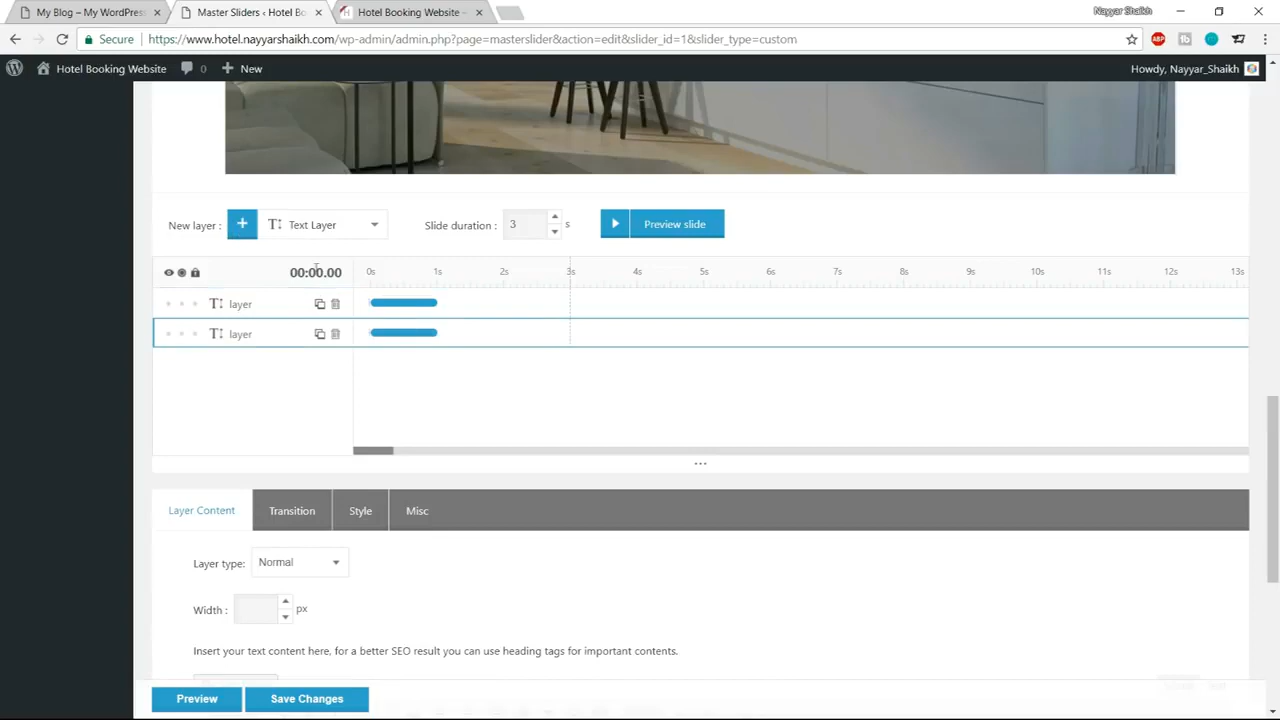 My Blog – My WordPress
Master Sliders ‹ Hotel Bo
Hotel Booking Website –
Nayyar Shaikh
Secure
https://www.hotel.nayyarshaikh.com/wp-admin/admin.php?page=masterslider&action=edit&slider_id=1&slider_type=custom
Hotel Booking Website
0
New
Howdy, Nayyar_Shaikh
New layer :
Text Layer
Slide duration :
3
s
Preview slide
00:00.00
0s
1s
2s
3s
4s
5s
6s
7s
8s
9s
10s
11s
12s
13s
layer
layer
Layer Content
Transition
Style
Misc
Layer type:
Normal
Width :
px
Insert your text content here, for a better SEO result you can use heading tags for important contents.
Preview
Save Changes